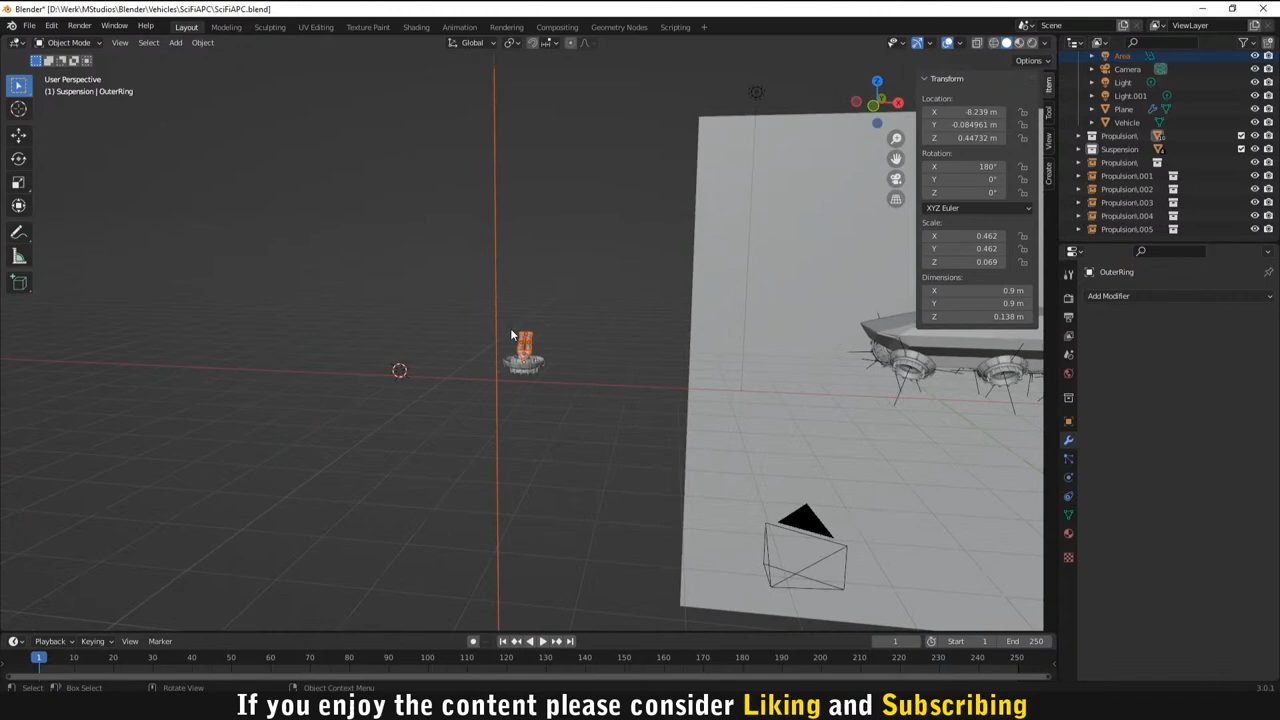 Blender* [D:\Werk\MStudios\Blender\Vehicles\SciFiAPC\SciFiAPC.blend]
File Edit Render Window Help Layout Modeling Sculpting UV Editing Texture Paint Shading Animation Rendering Compositing Geometry Nodes Scripting + Scene ViewLayer
Object Mode View Select Add Object Global
Options
User Perspective
(1) Suspension | OuterRing
Transform
Location:
X -8.239 m
Y -0.084961 m
Z 0.44732 m
Rotation:
X 180°
Y 0°
Z 0°
XYZ Euler
Scale:
X 0.462
Y 0.462
Z 0.069
Dimensions:
X 0.9 m
Y 0.9 m
Z 0.138 m
Item
Tool
View
Create
X
Z
Area
Camera
Light
Light.001
Plane
Vehicle
Propulsion
Suspension
Propulsion
Propulsion.001
Propulsion.002
Propulsion.003
Propulsion.004
Propulsion.005
OuterRing
Add Modifier
Playback Keying View Marker 1 Start 1 End 250
1 10 20 30 40 50 60 70 80 90 100 110 120 130 140 150 160 170 180 190 200 210 220 230 240 250
Select Box Select Rotate View Object Context Menu 3.0.1
If you enjoy the content please consider Liking and Subscribing